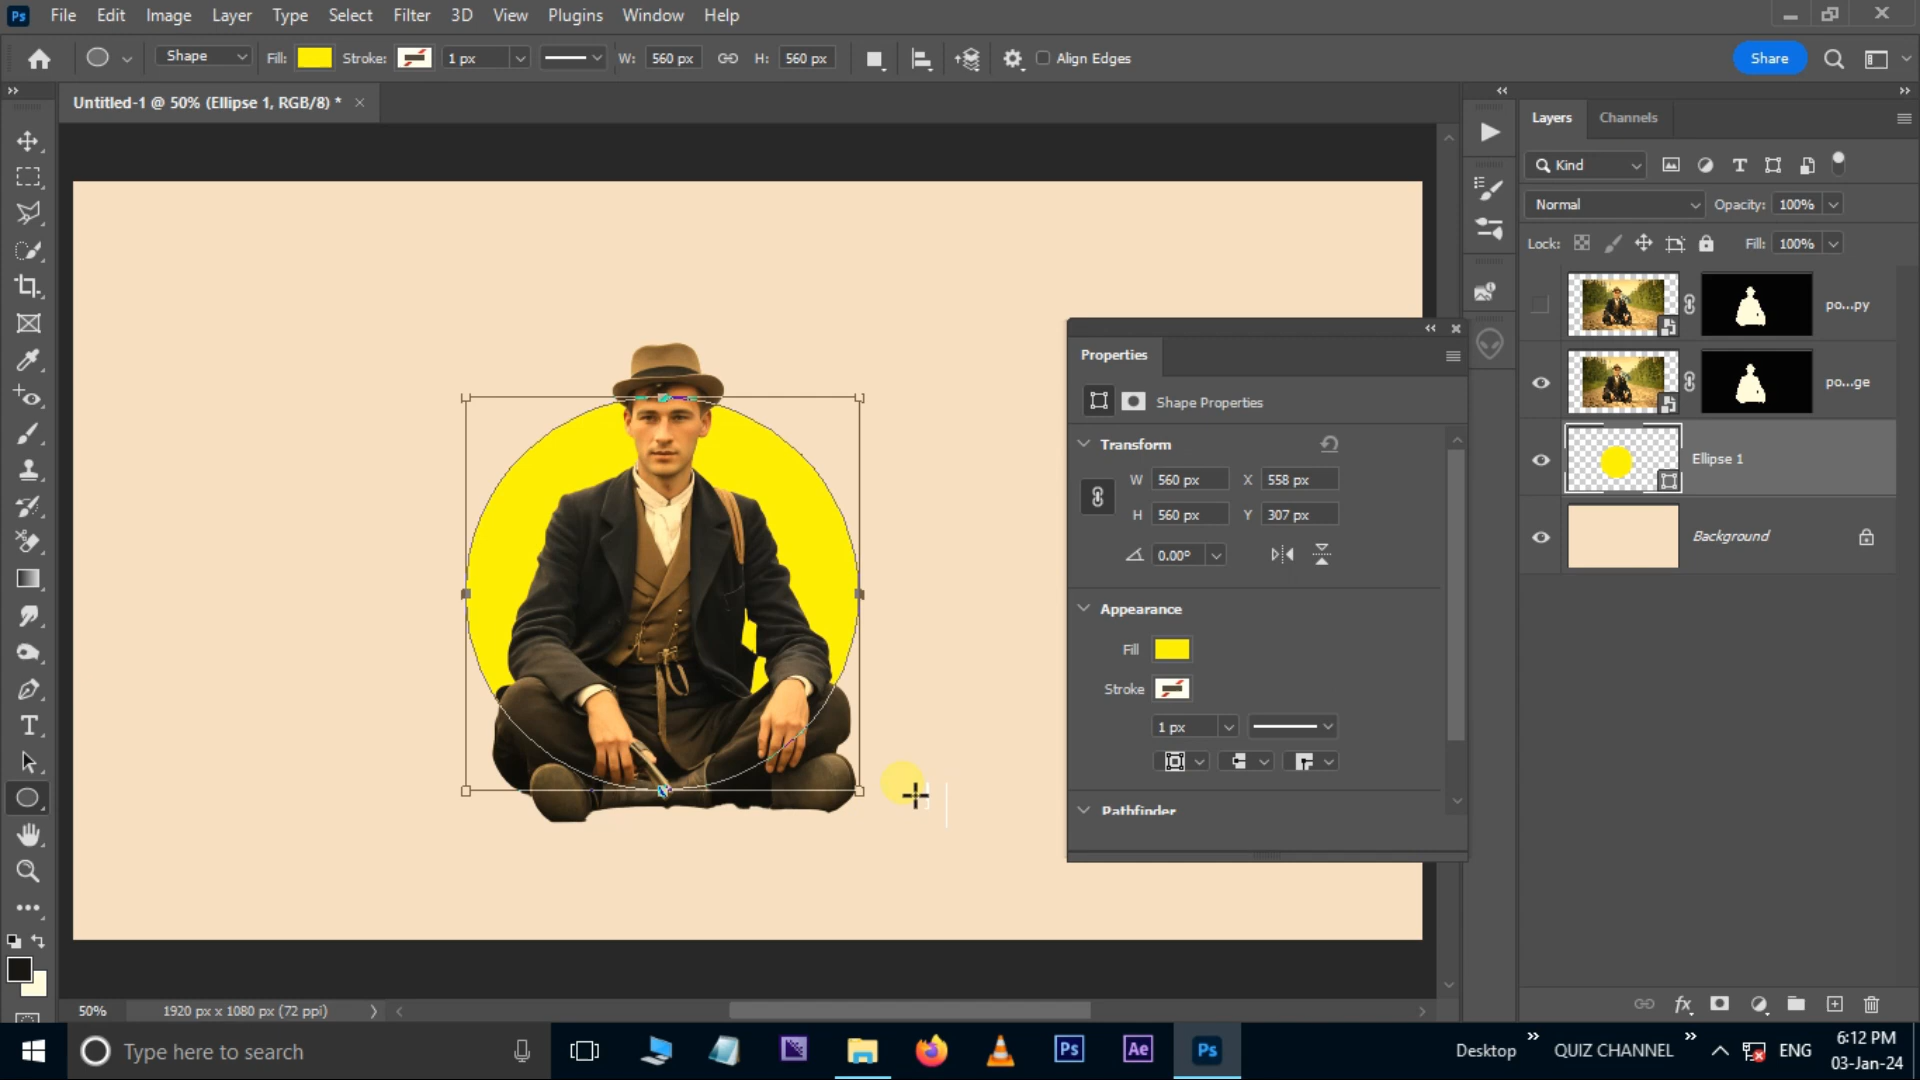 Ps File Edit Image Layer Type Select Filter 3D View Plugins Window Help
Shape Fill: Stroke: 1 px W: 560 px H: 560 px Align Edges Share
Untitled-1 @ 50% (Ellipse 1, RGB/8) *
Layers Channels
Kind
Normal Opacity: 100%
Lock: Fill: 100%
po...py
po...ge
Ellipse 1
Background
Properties
Shape Properties
Transform
W 560 px X 558 px
H 560 px Y 307 px
0.00°
Appearance
Fill
Stroke
1 px
Pathfinder
50% 1920 px x 1080 px (72 ppi)
fx
Type here to search
Ps Ae Ps
Desktop QUIZ CHANNEL ENG
6:12 PM
03-Jan-24